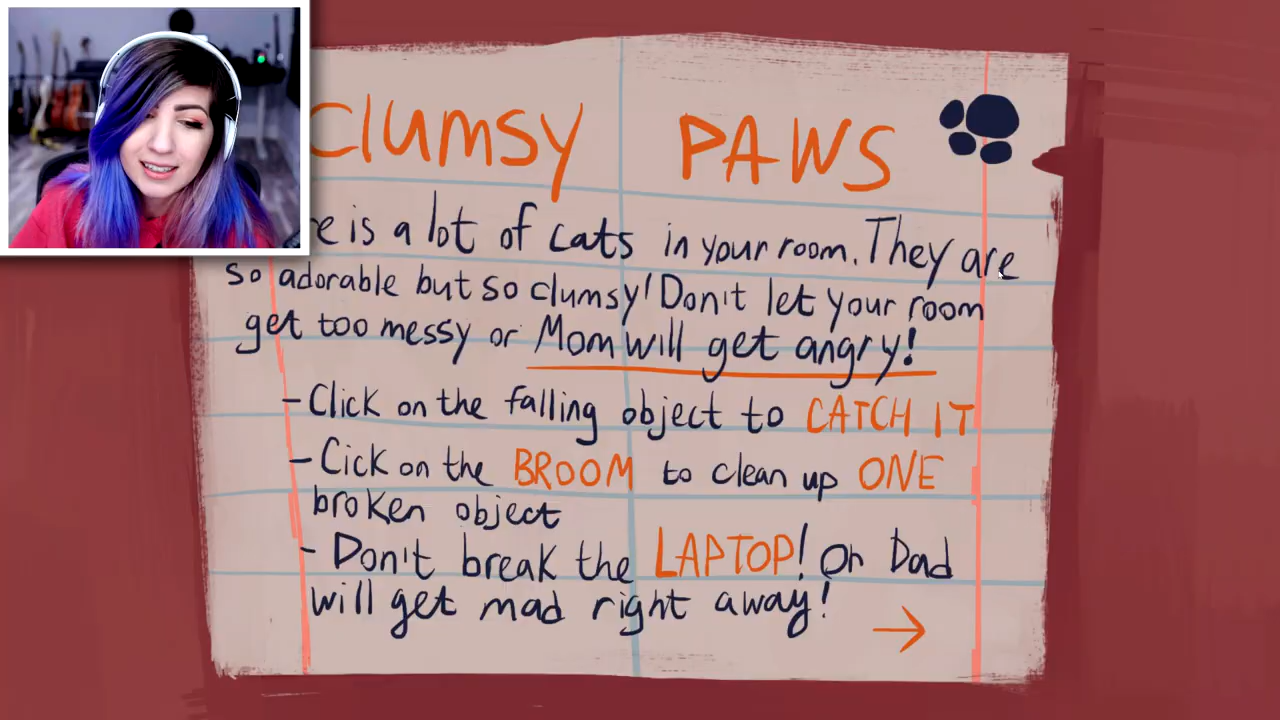 clumsy PAWS
re is a lot of cats in your room. They are
so adorable but so clumsy! Don't let your room
get too messy or Mom will get angry!
- Click on the falling object to CATCH IT
- Cick on the BROOM to clean up ONE
broken object
- Don't break the LAPTOP! Or Dad
will get mad right away!